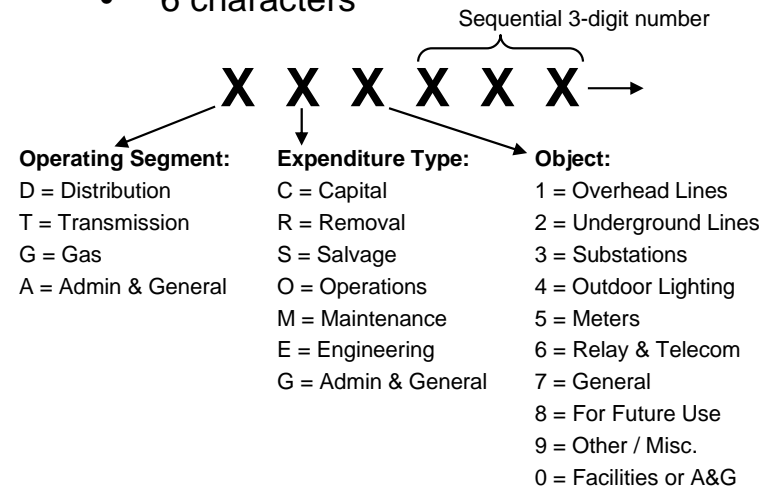 • 6 characters
Sequential 3-digit number
X X X X X X
Operating Segment:
D = Distribution
T = Transmission
G = Gas
A = Admin & General
Expenditure Type:
C = Capital
R = Removal
S = Salvage
O = Operations
M = Maintenance
E = Engineering
G = Admin & General
Object:
1 = Overhead Lines
2 = Underground Lines
3 = Substations
4 = Outdoor Lighting
5 = Meters
6 = Relay & Telecom
7 = General
8 = For Future Use
9 = Other / Misc.
0 = Facilities or A&G